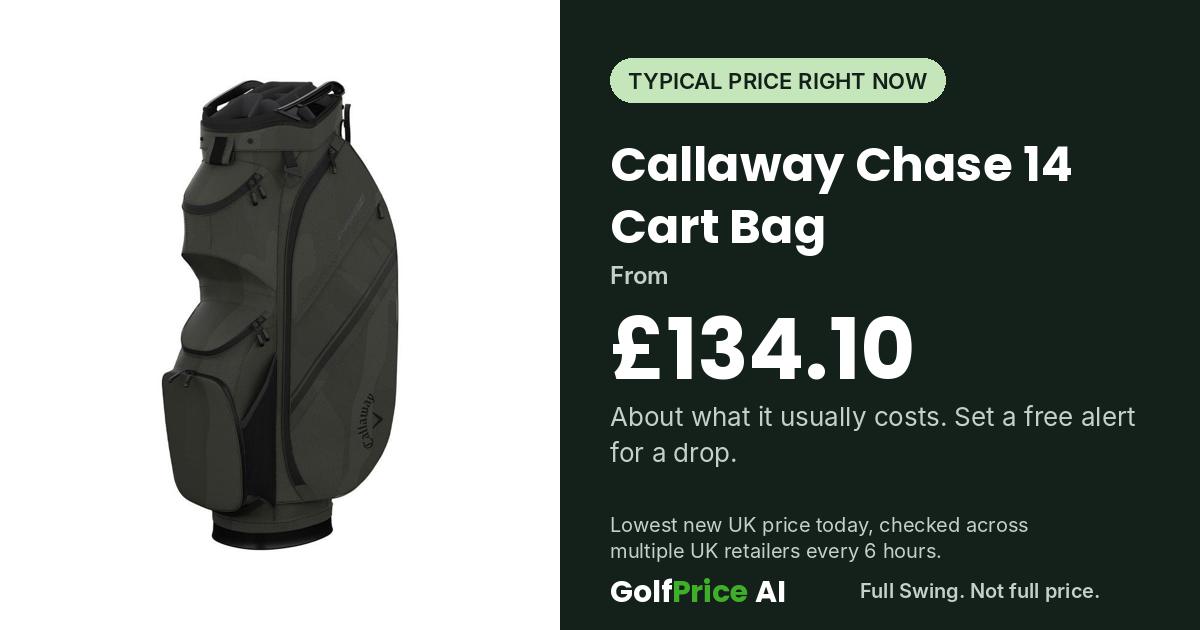 TYPICAL PRICE RIGHT NOW
Callaway Chase 14
Cart Bag
From
£134.10
About what it usually costs. Set a free alert
for a drop.
Lowest new UK price today, checked across
multiple UK retailers every 6 hours.
GolfPrice AI
Full Swing. Not full price.
Callaway